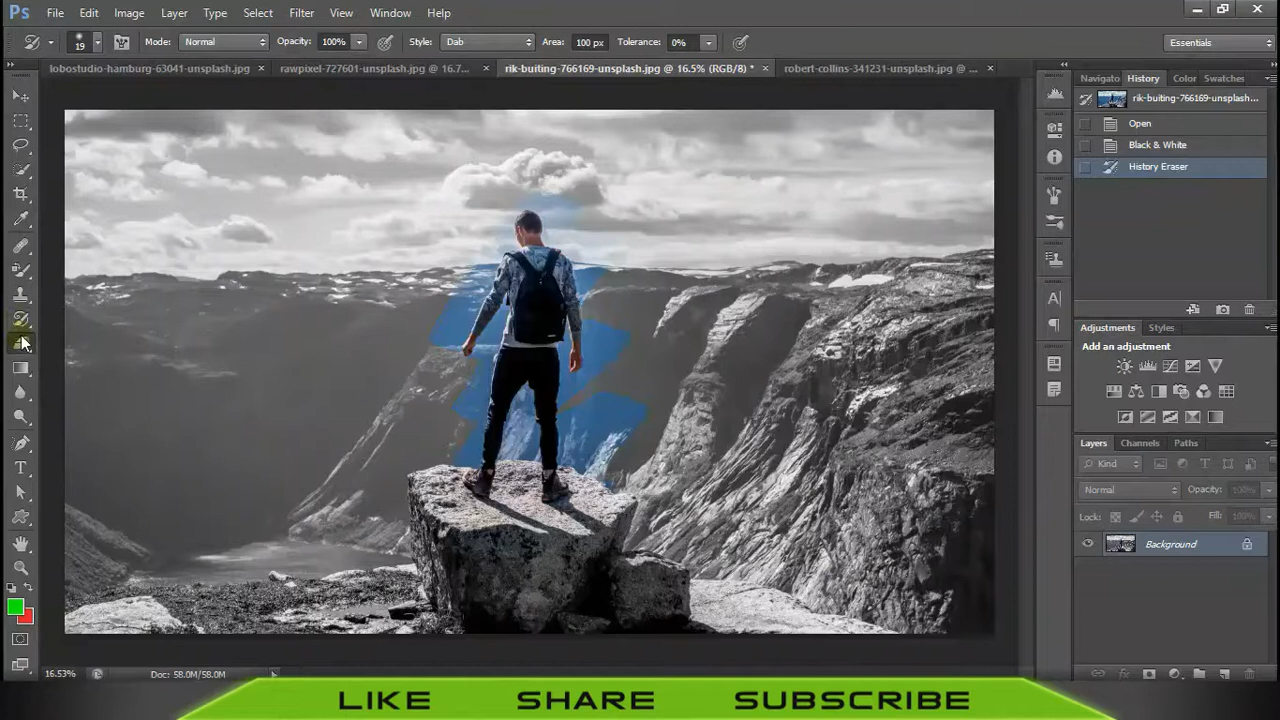 Ps File Edit Image Layer Type Select Filter View Window Help
19 Mode: Normal Opacity: 100% Style: Dab Area: 100 px Tolerance: 0% Essentials
lobostudio-hamburg-63041-unsplash.jpg × rawpixel-727601-unsplash.jpg @ 16.7... × rik-buiting-766169-unsplash.jpg @ 16.5% (RGB/8) * × robert-collins-341231-unsplash.jpg @ ... ×
Navigato History Color Swatches
rik-buiting-766169-unsplash...
Open
Black & White
History Eraser
Adjustments Styles
Add an adjustment
Layers Channels Paths
Kind
Normal Opacity: 100%
Lock: Fill: 100%
Background
16.53% Doc: 58.0M/58.0M
LIKE SHARE SUBSCRIBE